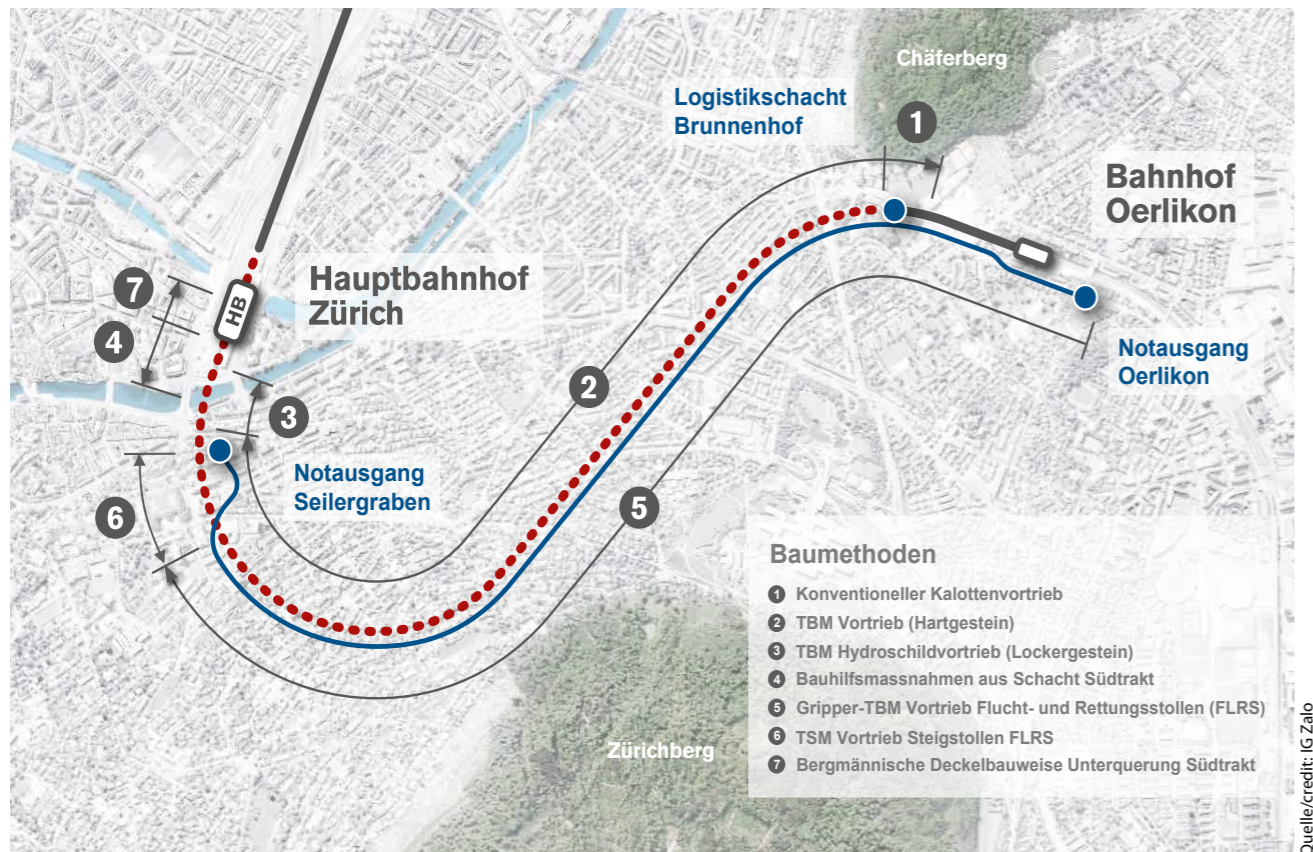 Chäferberg
Logistikschacht
Brunnenhof
1
Bahnhof
Oerlikon
Hauptbahnhof
Zürich
7
HB
4
Notausgang
Oerlikon
2
3
Notausgang
Seilergraben
5
6
Baumethoden
1 Konventioneller Kalottenvortrieb
2 TBM Vortrieb (Hartgestein)
3 TBM Hydroschildvortrieb (Lockergestein)
4 Bauhilfsmassnahmen aus Schacht Südtrakt
5 Gripper-TBM Vortrieb Flucht- und Rettungsstollen (FLRS)
6 TSM Vortrieb Steigstollen FLRS
7 Bergmännische Deckelbauweise Unterquerung Südtrakt
Zürichberg
Quelle/credit: IG Zalo